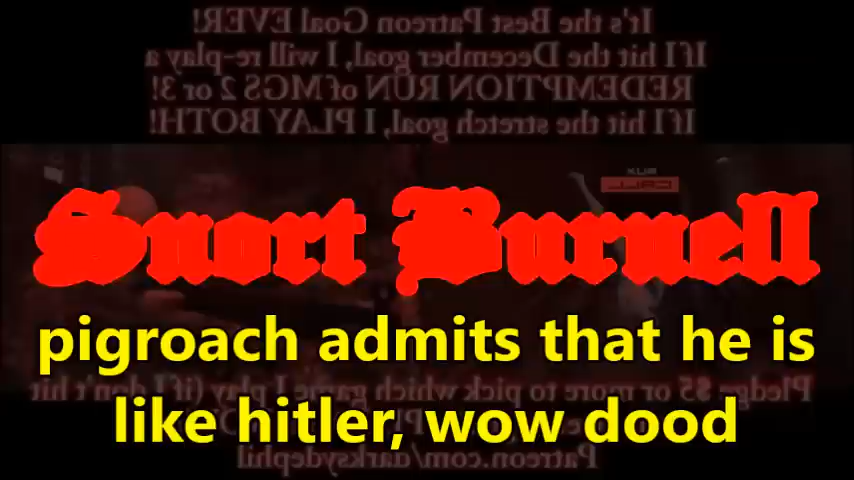 It's the Best Patreon Goal EVER!
If I hit the December goal, I will re-play a
REDEMPTION RUN of MGS 2 or 3!
If I hit the stretch goal, I PLAY BOTH!
CALL
Snort Burnell
pigroach admits that he is
Pledge $5 or more to pick which game I play (if I don't hit
like hitler, wow dood
Patreon.com/darksydephil